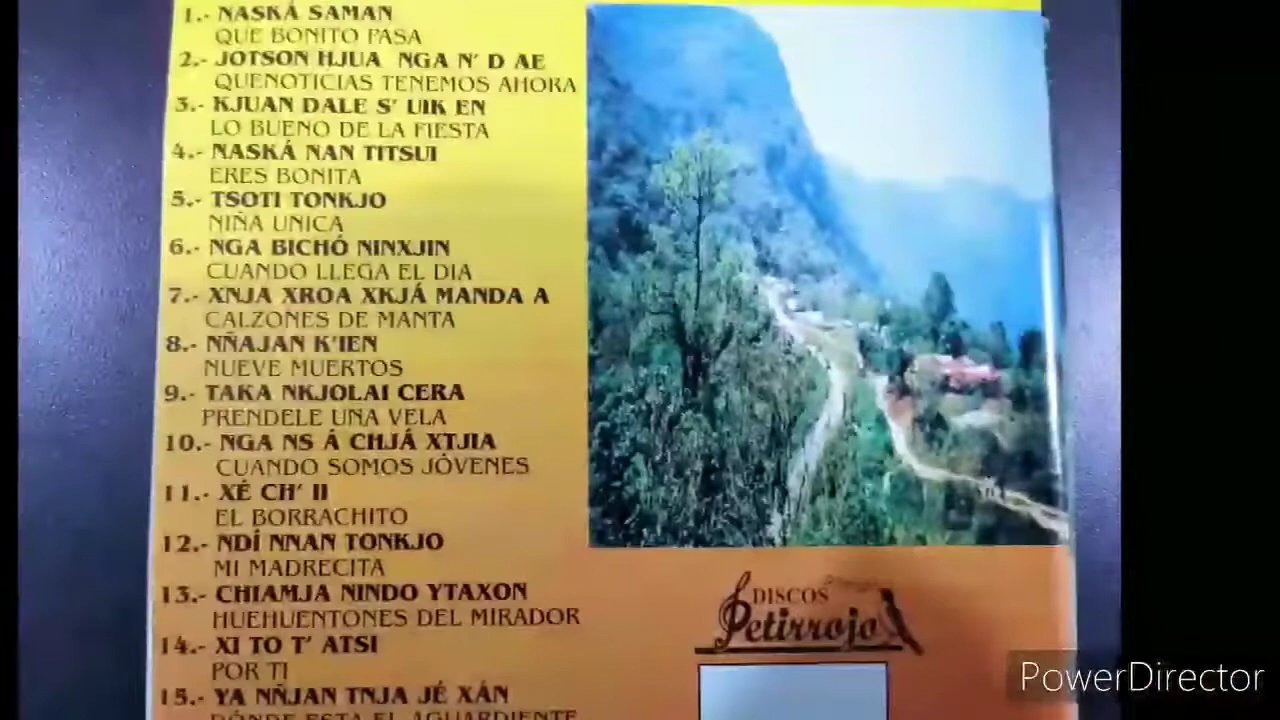 1.- NASKÁ SAMAN
QUE BONITO PASA
2.- JOTSON HJUA NGA N' D AE
QUENOTICIAS TENEMOS AHORA
3.- KJUAN DALE S' UIK EN
LO BUENO DE LA FIESTA
4.- NASKÁ NAN TITSUI
ERES BONITA
5.- TSOTI TONKJO
NIÑA UNICA
6.- NGA BICHÓ NINXJIN
CUANDO LLEGA EL DIA
7.- XNJA XROA XKJÁ MANDA A
CALZONES DE MANTA
8.- NÑAJAN K'IEN
NUEVE MUERTOS
9.- TAKA NKJOLAI CERA
PRENDELE UNA VELA
10.- NGA NS Á CHJÁ XTJIA
CUANDO SOMOS JÓVENES
11.- XÉ CH' II
EL BORRACHITO
12.- NDÍ NNAN TONKJO
MI MADRECITA
13.- CHIAMJA NINDO YTAXON
HUEHUENTONES DEL MIRADOR
14.- XI TO T' ATSI
POR TI
15.- YA NÑJAN TNJA JÉ XÁN
DÓNDE ESTA EL AGUARDIENTE
DISCOS
Petirrojo
PowerDirector